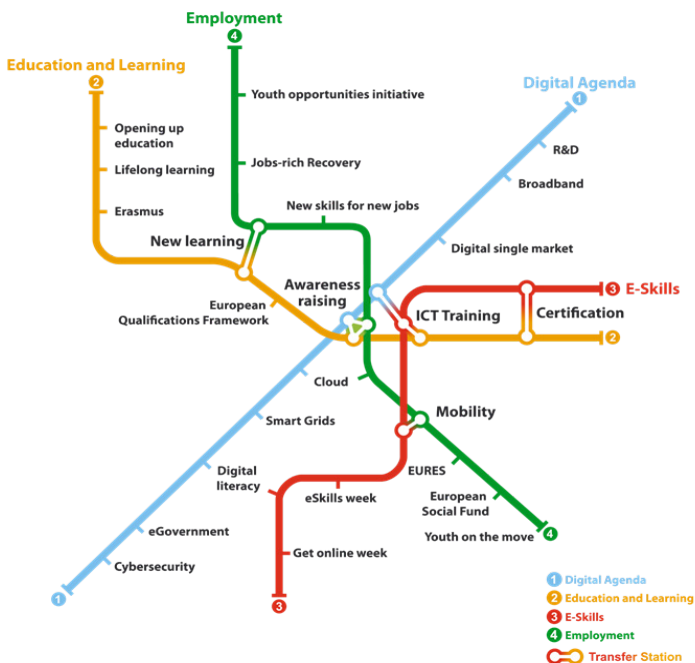 Employment
4
Education and Learning
2
Digital Agenda
1
Youth opportunities initiative
Opening up
education
R&D
Jobs-rich Recovery
Lifelong learning
Broadband
Erasmus
New skills for new jobs
New learning
Digital single market
Awareness
raising
3 E-Skills
European
Qualifications Framework
ICT Training
Certification
2
Cloud
Mobility
Smart Grids
Digital
literacy
EURES
eSkills week
European
Social Fund
eGovernment
Youth on the move
4
Get online week
Cybersecurity
1
3
1 Digital Agenda
2 Education and Learning
3 E-Skills
4 Employment
Transfer Station